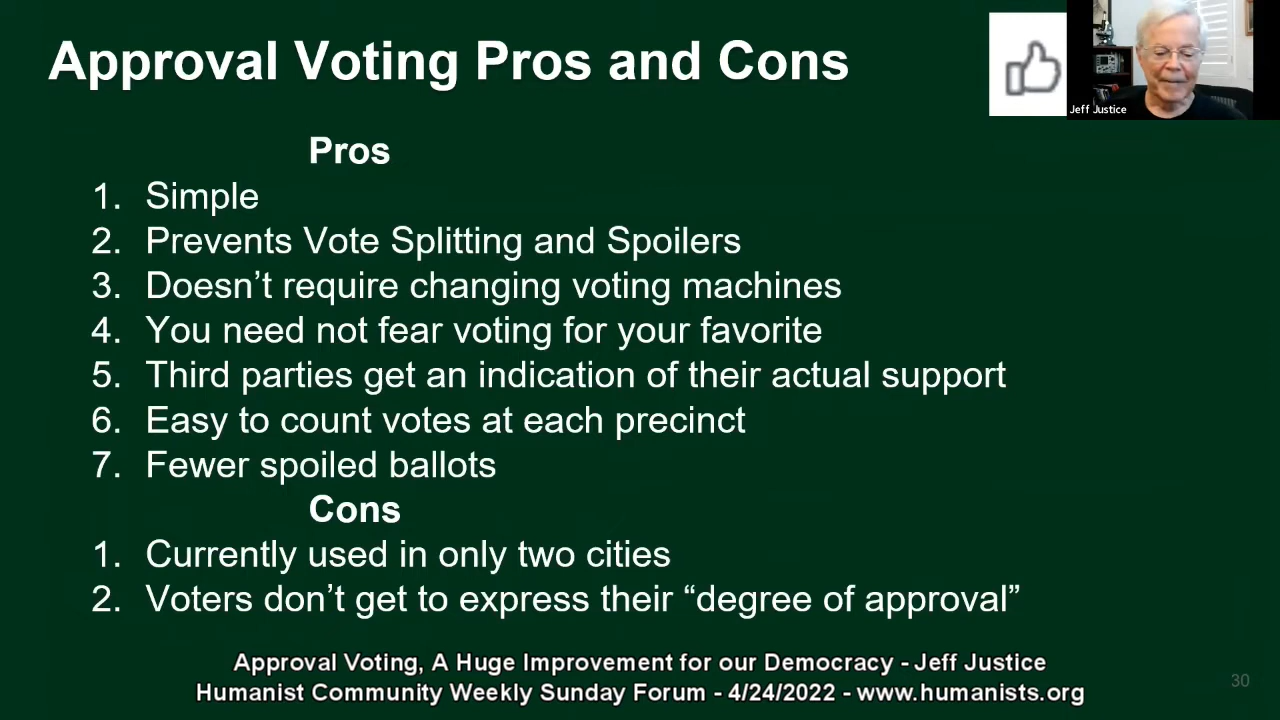 Approval Voting Pros and Cons
Jeff Justice
Pros
1. Simple
2. Prevents Vote Splitting and Spoilers
3. Doesn’t require changing voting machines
4. You need not fear voting for your favorite
5. Third parties get an indication of their actual support
6. Easy to count votes at each precinct
7. Fewer spoiled ballots
Cons
1. Currently used in only two cities
2. Voters don’t get to express their “degree of approval”
Approval Voting, A Huge Improvement for our Democracy - Jeff Justice
Humanist Community Weekly Sunday Forum - 4/24/2022 - www.humanists.org
30